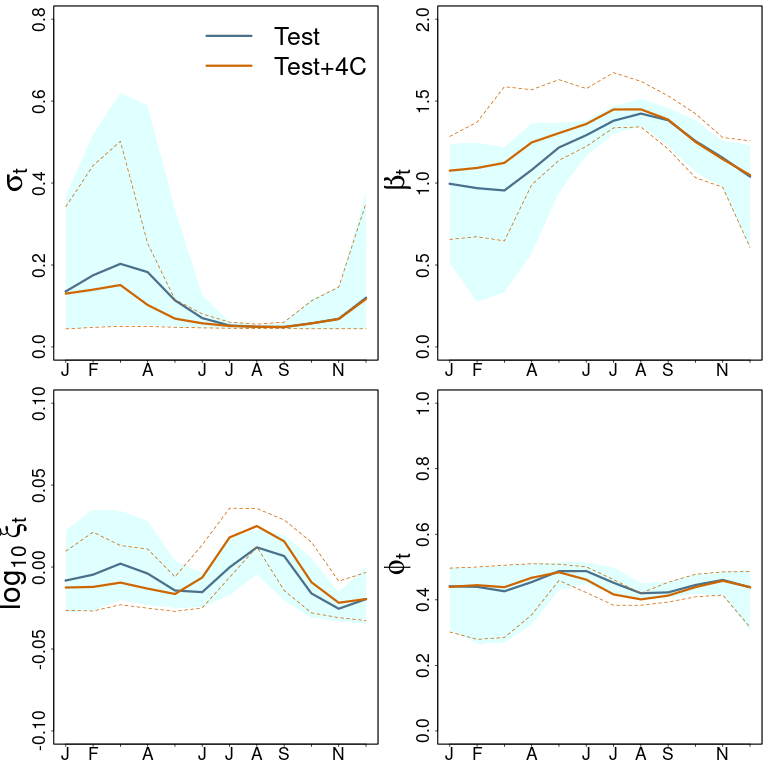 Test
Test+4C
σt
0.0 0.2 0.4 0.6 0.8
J F A J J A S N
βt
0.0 0.5 1.0 1.5 2.0
J F A J J A S N
log10 ξt
-0.10 -0.05 0.00 0.05 0.10
J F A J J A S N
ϕt
0.0 0.2 0.4 0.6 0.8 1.0
J F A J J A S N